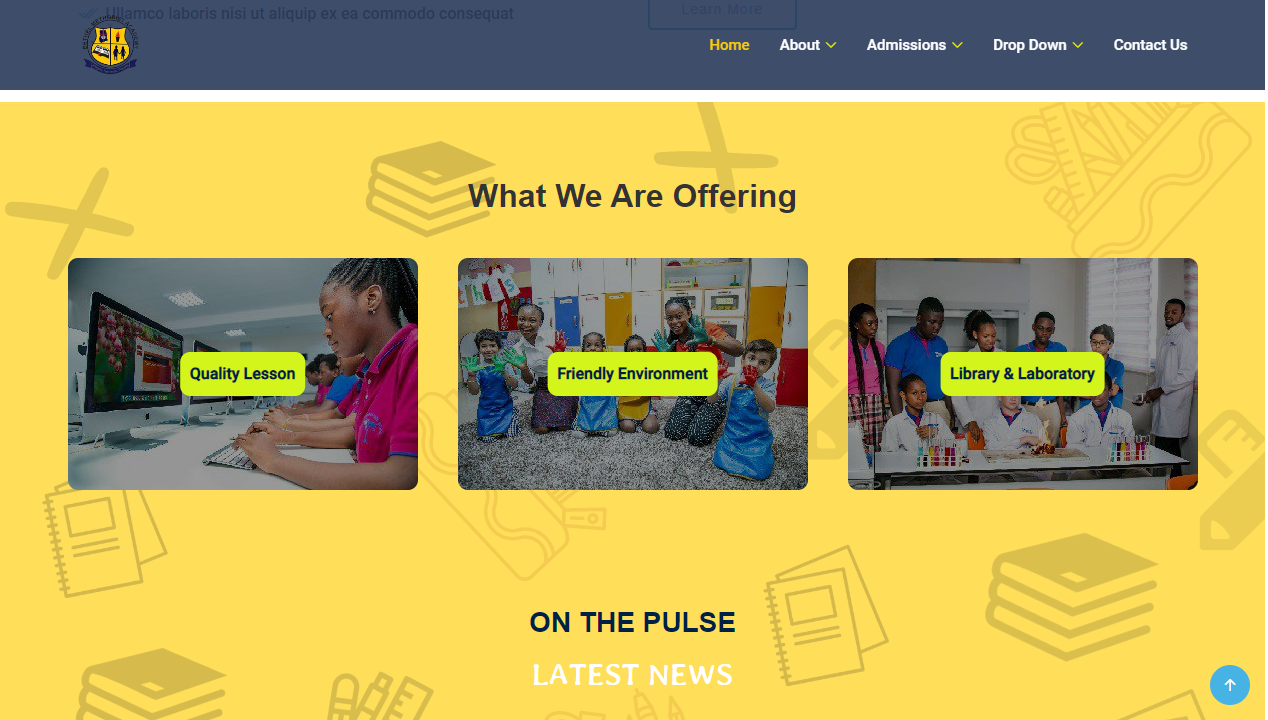 Ullamco laboris nisi ut aliquip ex ea commodo consequat
Learn More
Home About Admissions Drop Down Contact Us
What We Are Offering
Quality Lesson
Friendly Environment
Library & Laboratory
ON THE PULSE
LATEST NEWS